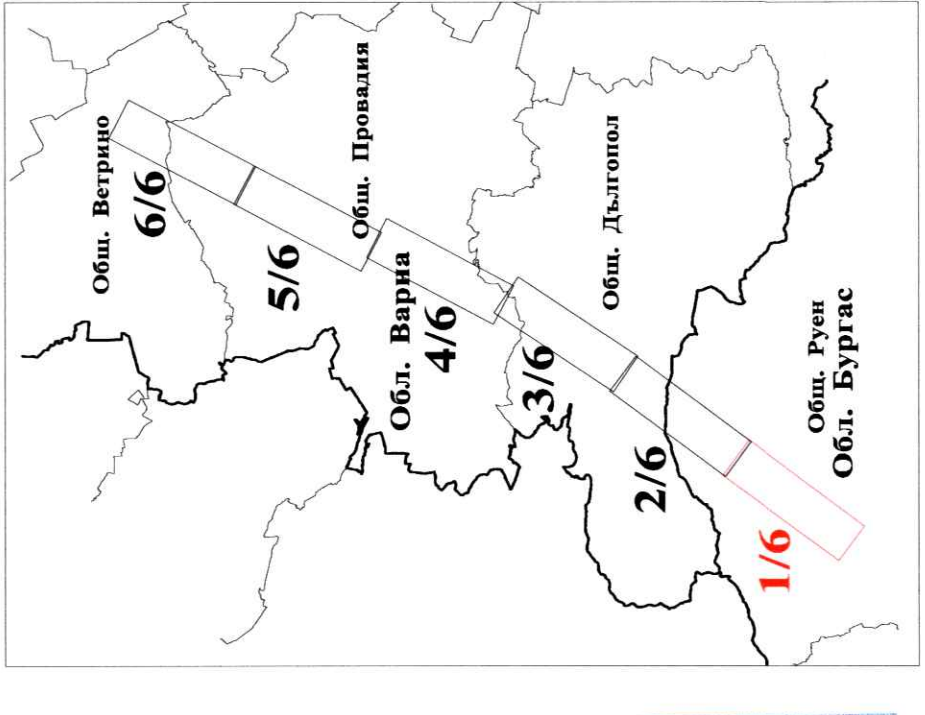 Общ. Ветрино
6/6
Общ. Провадия
5/6
Обл. Варна
4/6
Общ. Дългопол
3/6
2/6
Общ. Руен
Обл. Бургас
1/6